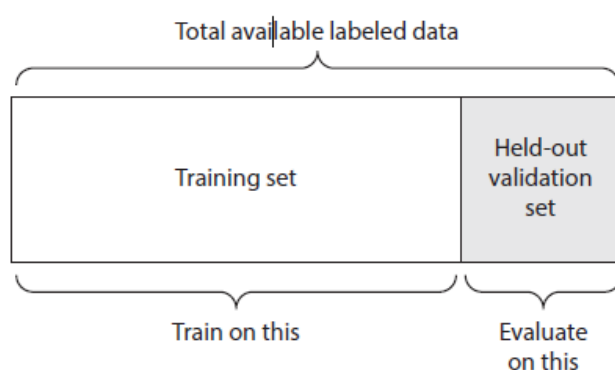 Total available labeled data
Training set
Held-out
validation
set
Train on this
Evaluate
on this